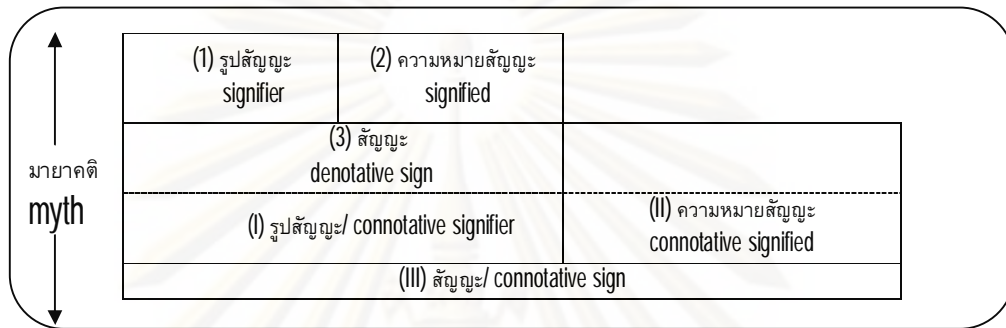 (1) รูปสัญญะ
signifier
(2) ความหมายสัญญะ
signified
(3) สัญญะ
denotative sign
มายาคติ
myth
(I) รูปสัญญะ/ connotative signifier
(II) ความหมายสัญญะ
connotative signified
(III) สัญญะ/ connotative sign